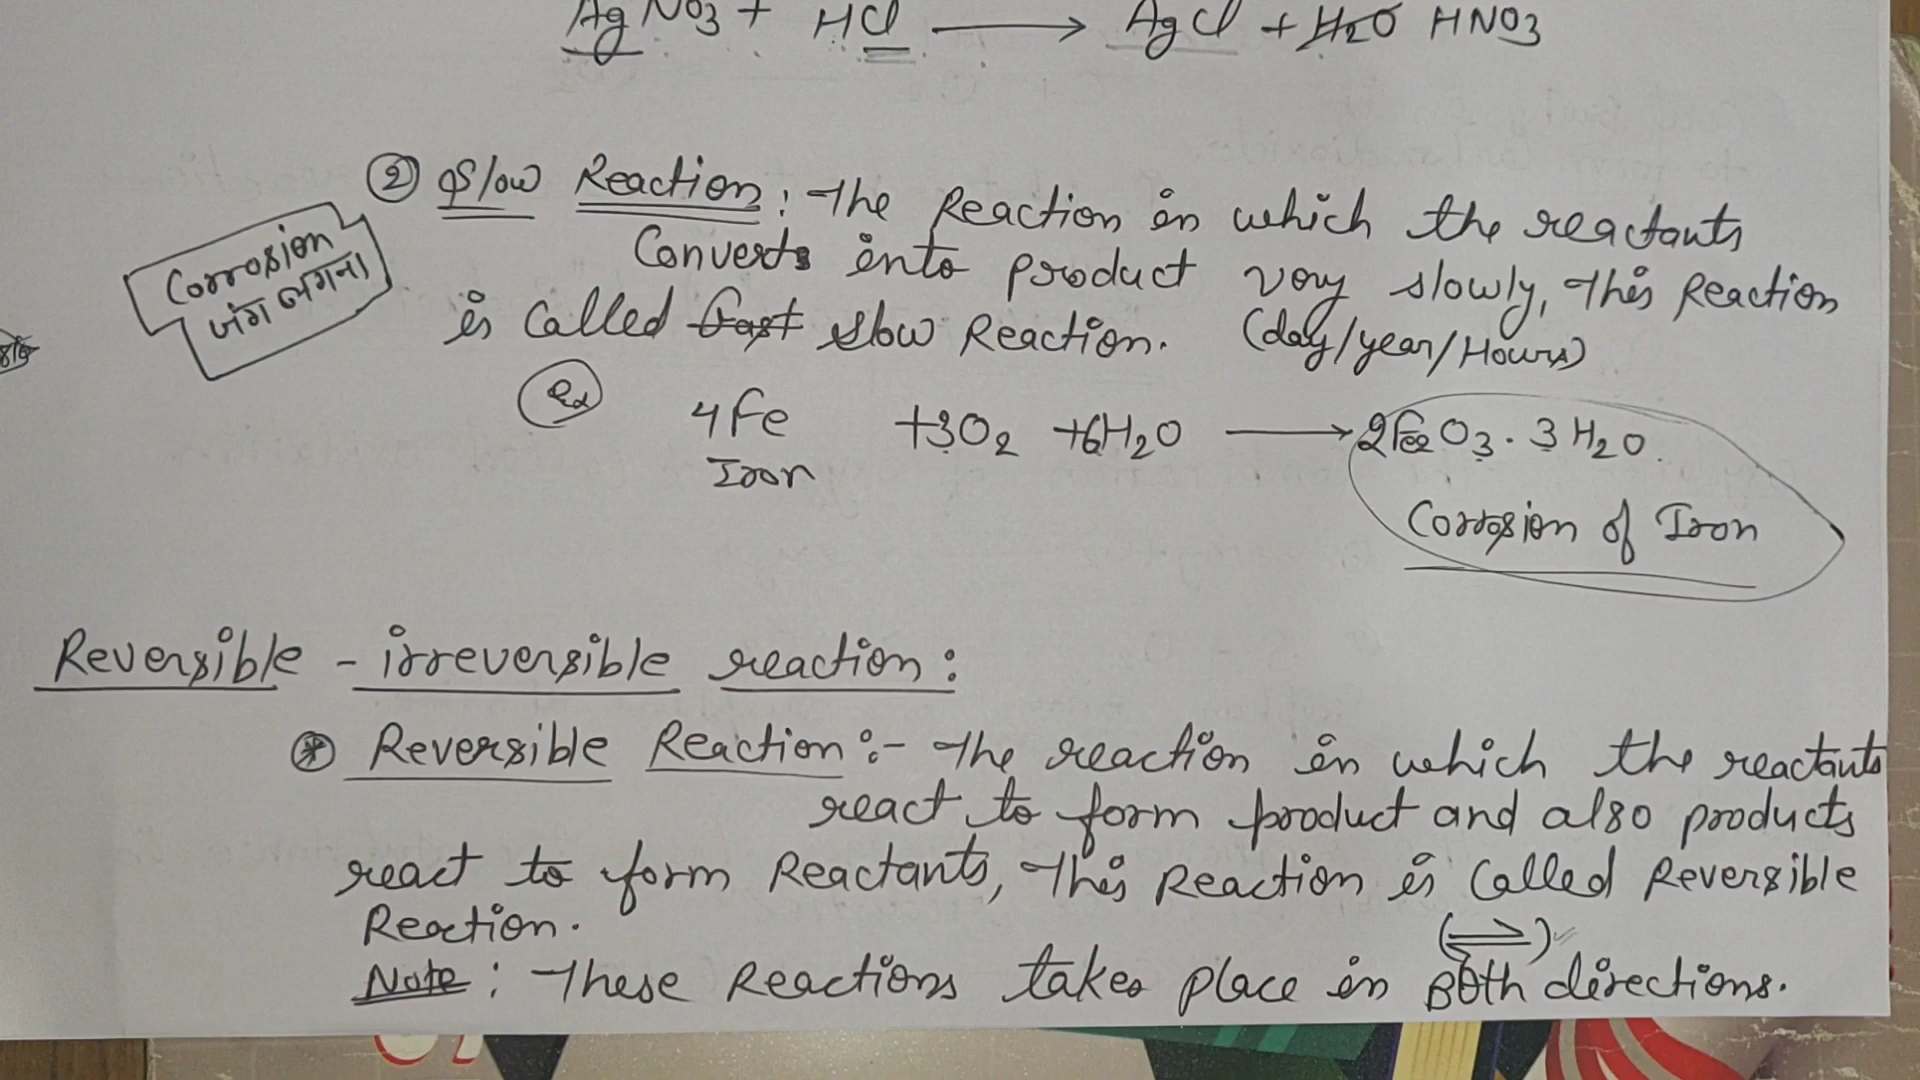 AgNO3 + HCl → AgCl + H2O HNO3
② Slow Reaction: The Reaction in which the reactants
Converts into product very slowly, this Reaction
is called fast slow Reaction. (day/year/Hours)
Corrosion
जंग लगना
Ex
4Fe + 3O2 + 6H2O → 2Fe2O3. 3H2O.
Iron
Corrosion of Iron
Reversible - irreversible reaction:
* Reversible Reaction:- The reaction in which the reactants
react to form product and also products
react to form Reactants, This Reaction is called Reversible
Reaction.
(⇌)
Note: These Reactions takes place in Both directions.